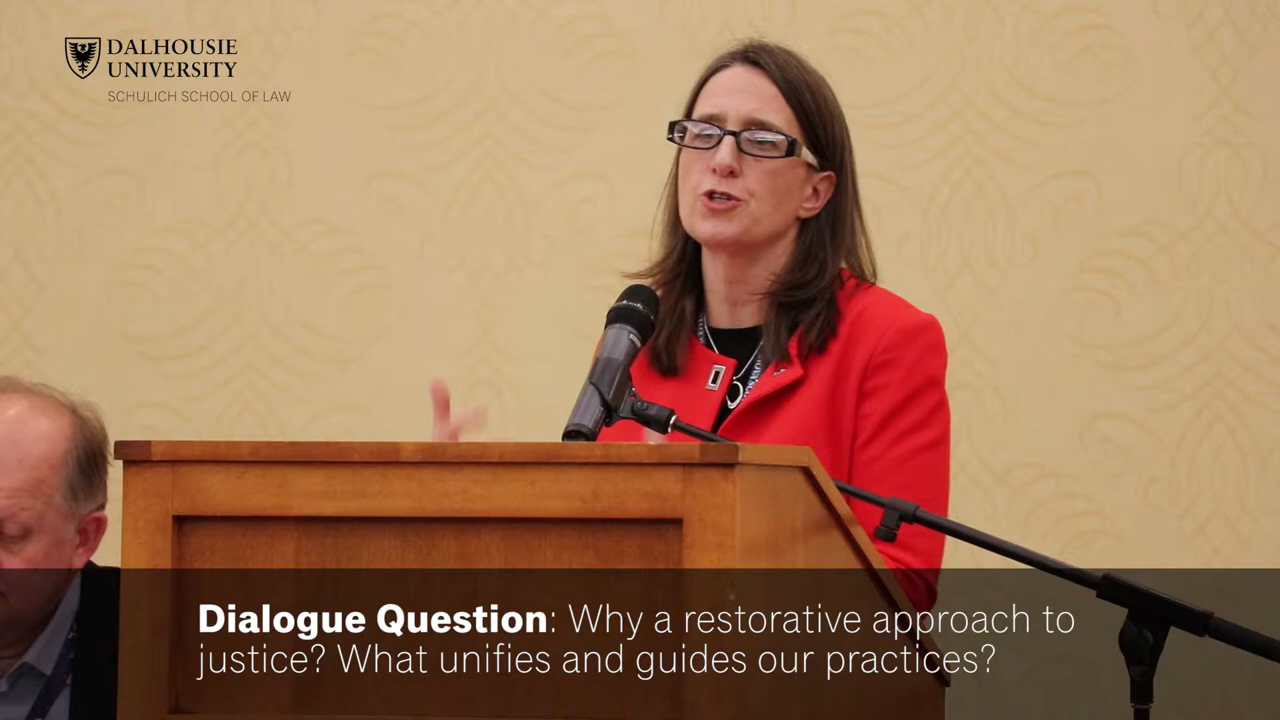 DALHOUSIE
UNIVERSITY
SCHULICH SCHOOL OF LAW
Dialogue Question: Why a restorative approach to
justice? What unifies and guides our practices?